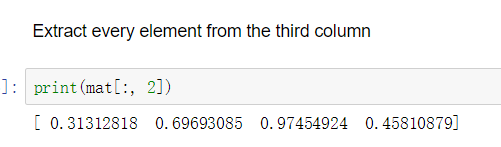 Extract every element from the third column
]: print(mat[:, 2])
[ 0.31312818  0.69693085  0.97454924  0.45810879]